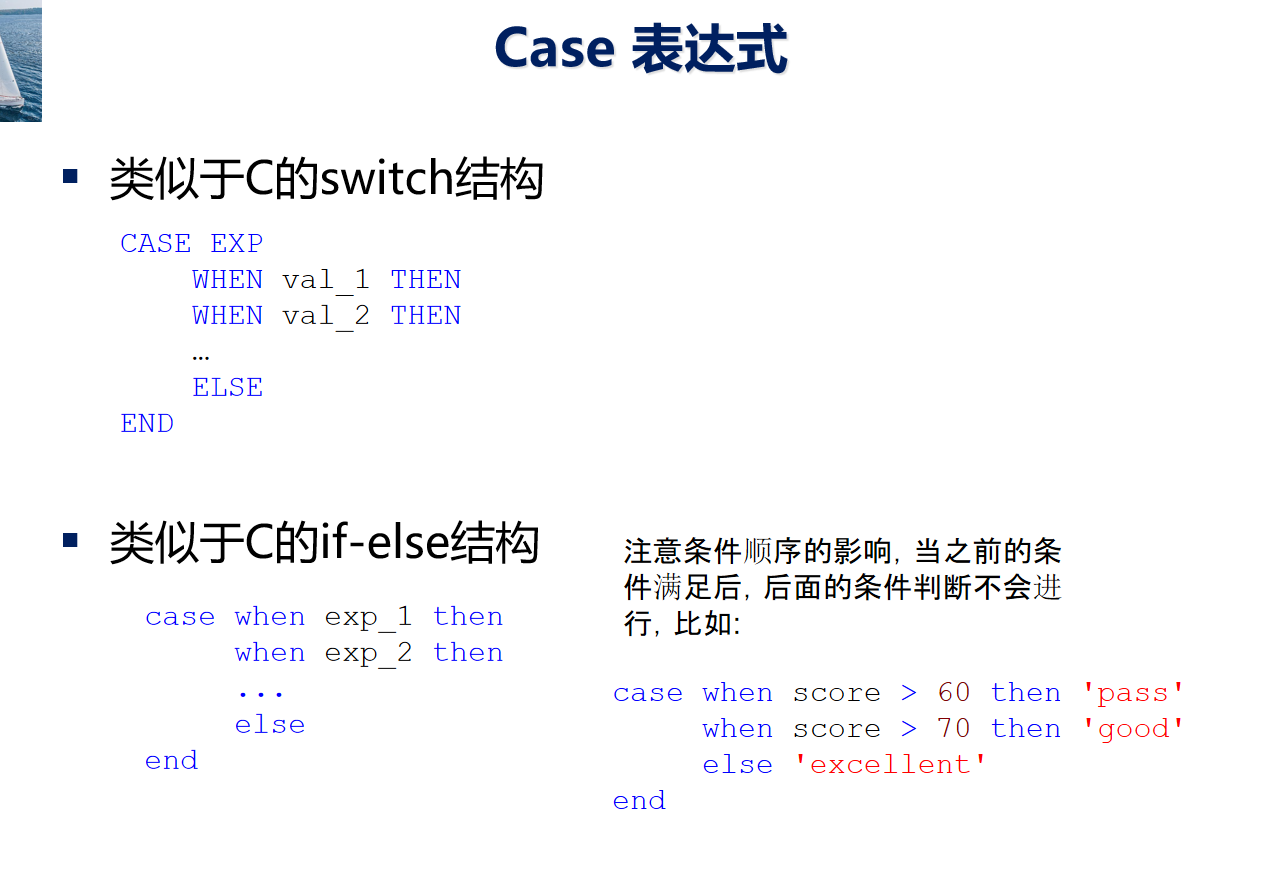 Case 表达式
类似于C的switch结构
CASE EXP
WHEN val_1 THEN
WHEN val_2 THEN
…
ELSE
END
类似于C的if-else结构
case when exp_1 then
when exp_2 then
...
else
end
注意条件顺序的影响, 当之前的条
件满足后, 后面的条件判断不会进
行, 比如:
case when score > 60 then 'pass'
when score > 70 then 'good'
else 'excellent'
end